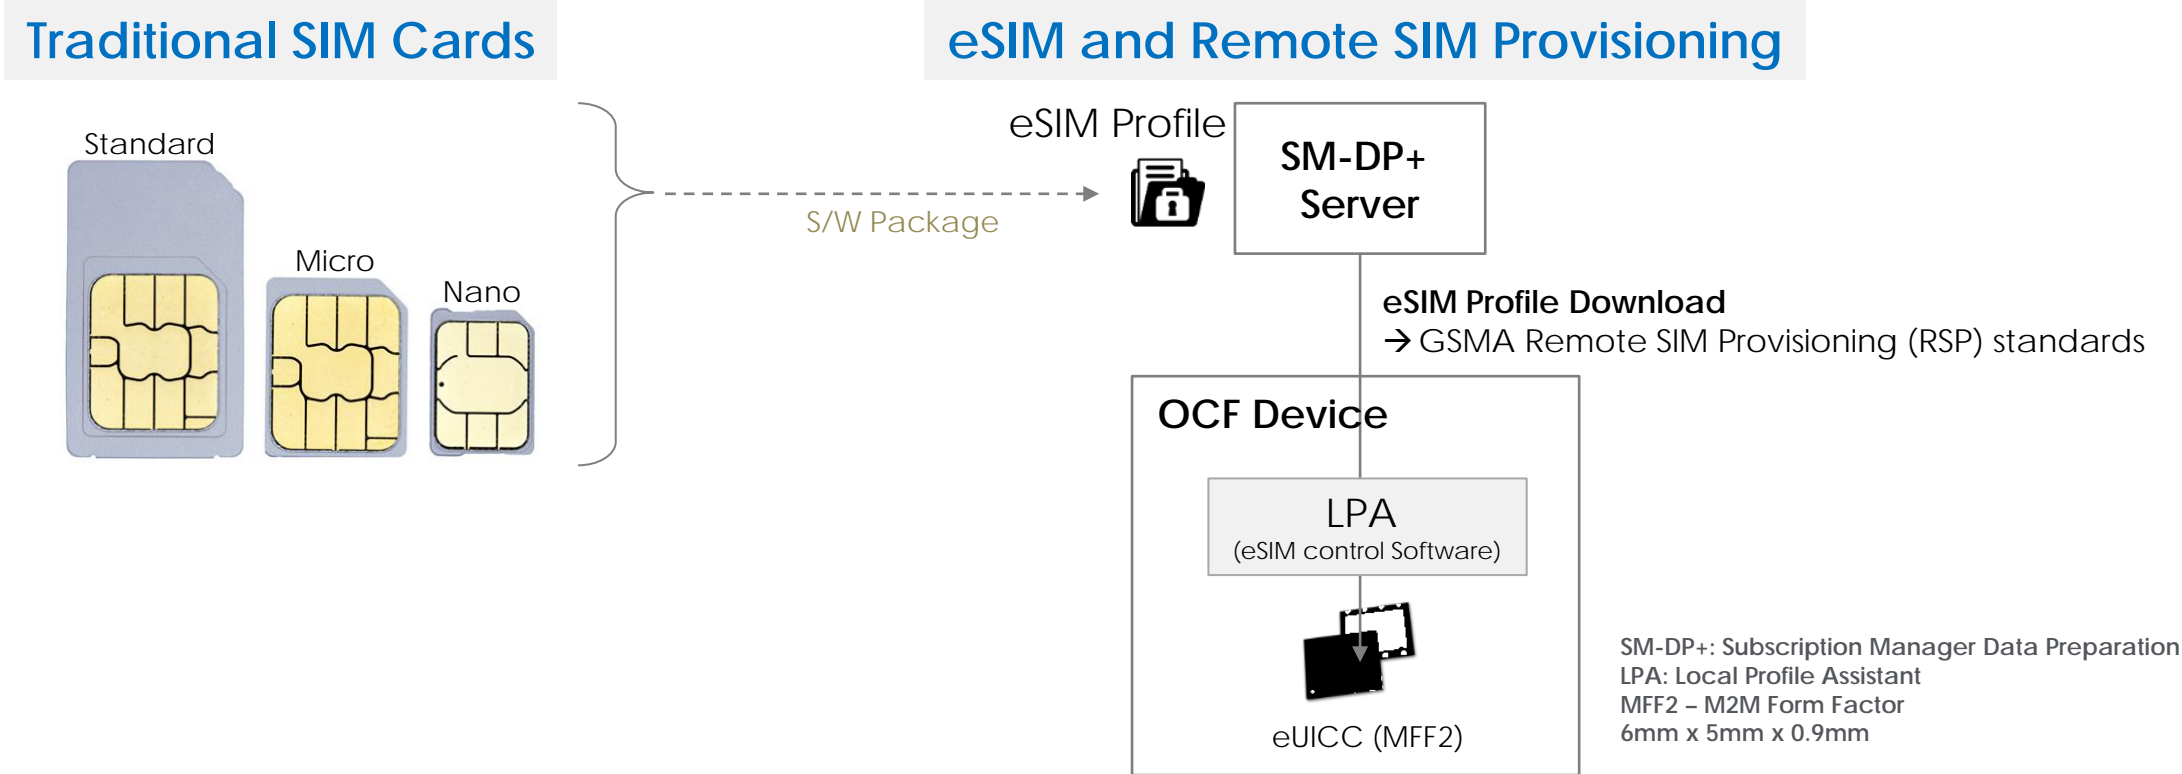 Traditional SIM Cards
eSIM and Remote SIM Provisioning
Standard
Micro
Nano
S/W Package
eSIM Profile
SM-DP+
Server
eSIM Profile Download
→ GSMA Remote SIM Provisioning (RSP) standards
OCF Device
LPA
(eSIM control Software)
eUICC (MFF2)
SM-DP+: Subscription Manager Data Preparation
LPA: Local Profile Assistant
MFF2 – M2M Form Factor
6mm x 5mm x 0.9mm